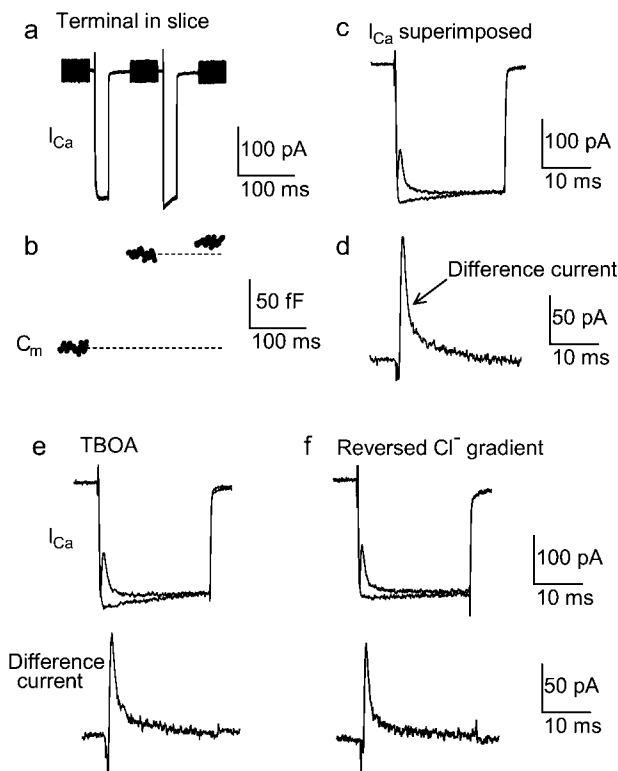 a Terminal in slice
I_Ca
100 pA
100 ms
b
C_m
50 fF
100 ms
c I_Ca superimposed
100 pA
10 ms
d
Difference current
50 pA
10 ms
e TBOA
I_Ca
Difference
current
f Reversed Cl⁻ gradient
100 pA
10 ms
50 pA
10 ms